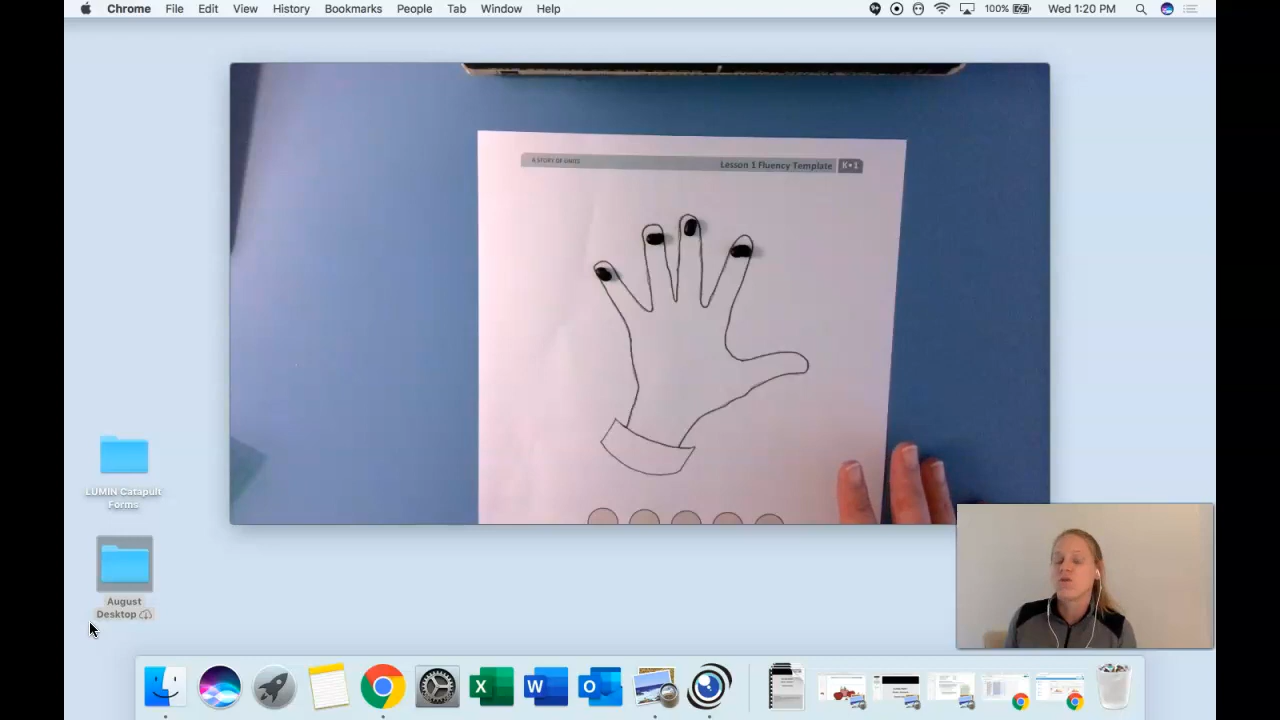 Chrome File Edit View History Bookmarks People Tab Window Help 100% Wed 1:20 PM
A STORY OF UNITS Lesson 1 Fluency Template K•1
LUMIN Catapult
Forms
August
Desktop